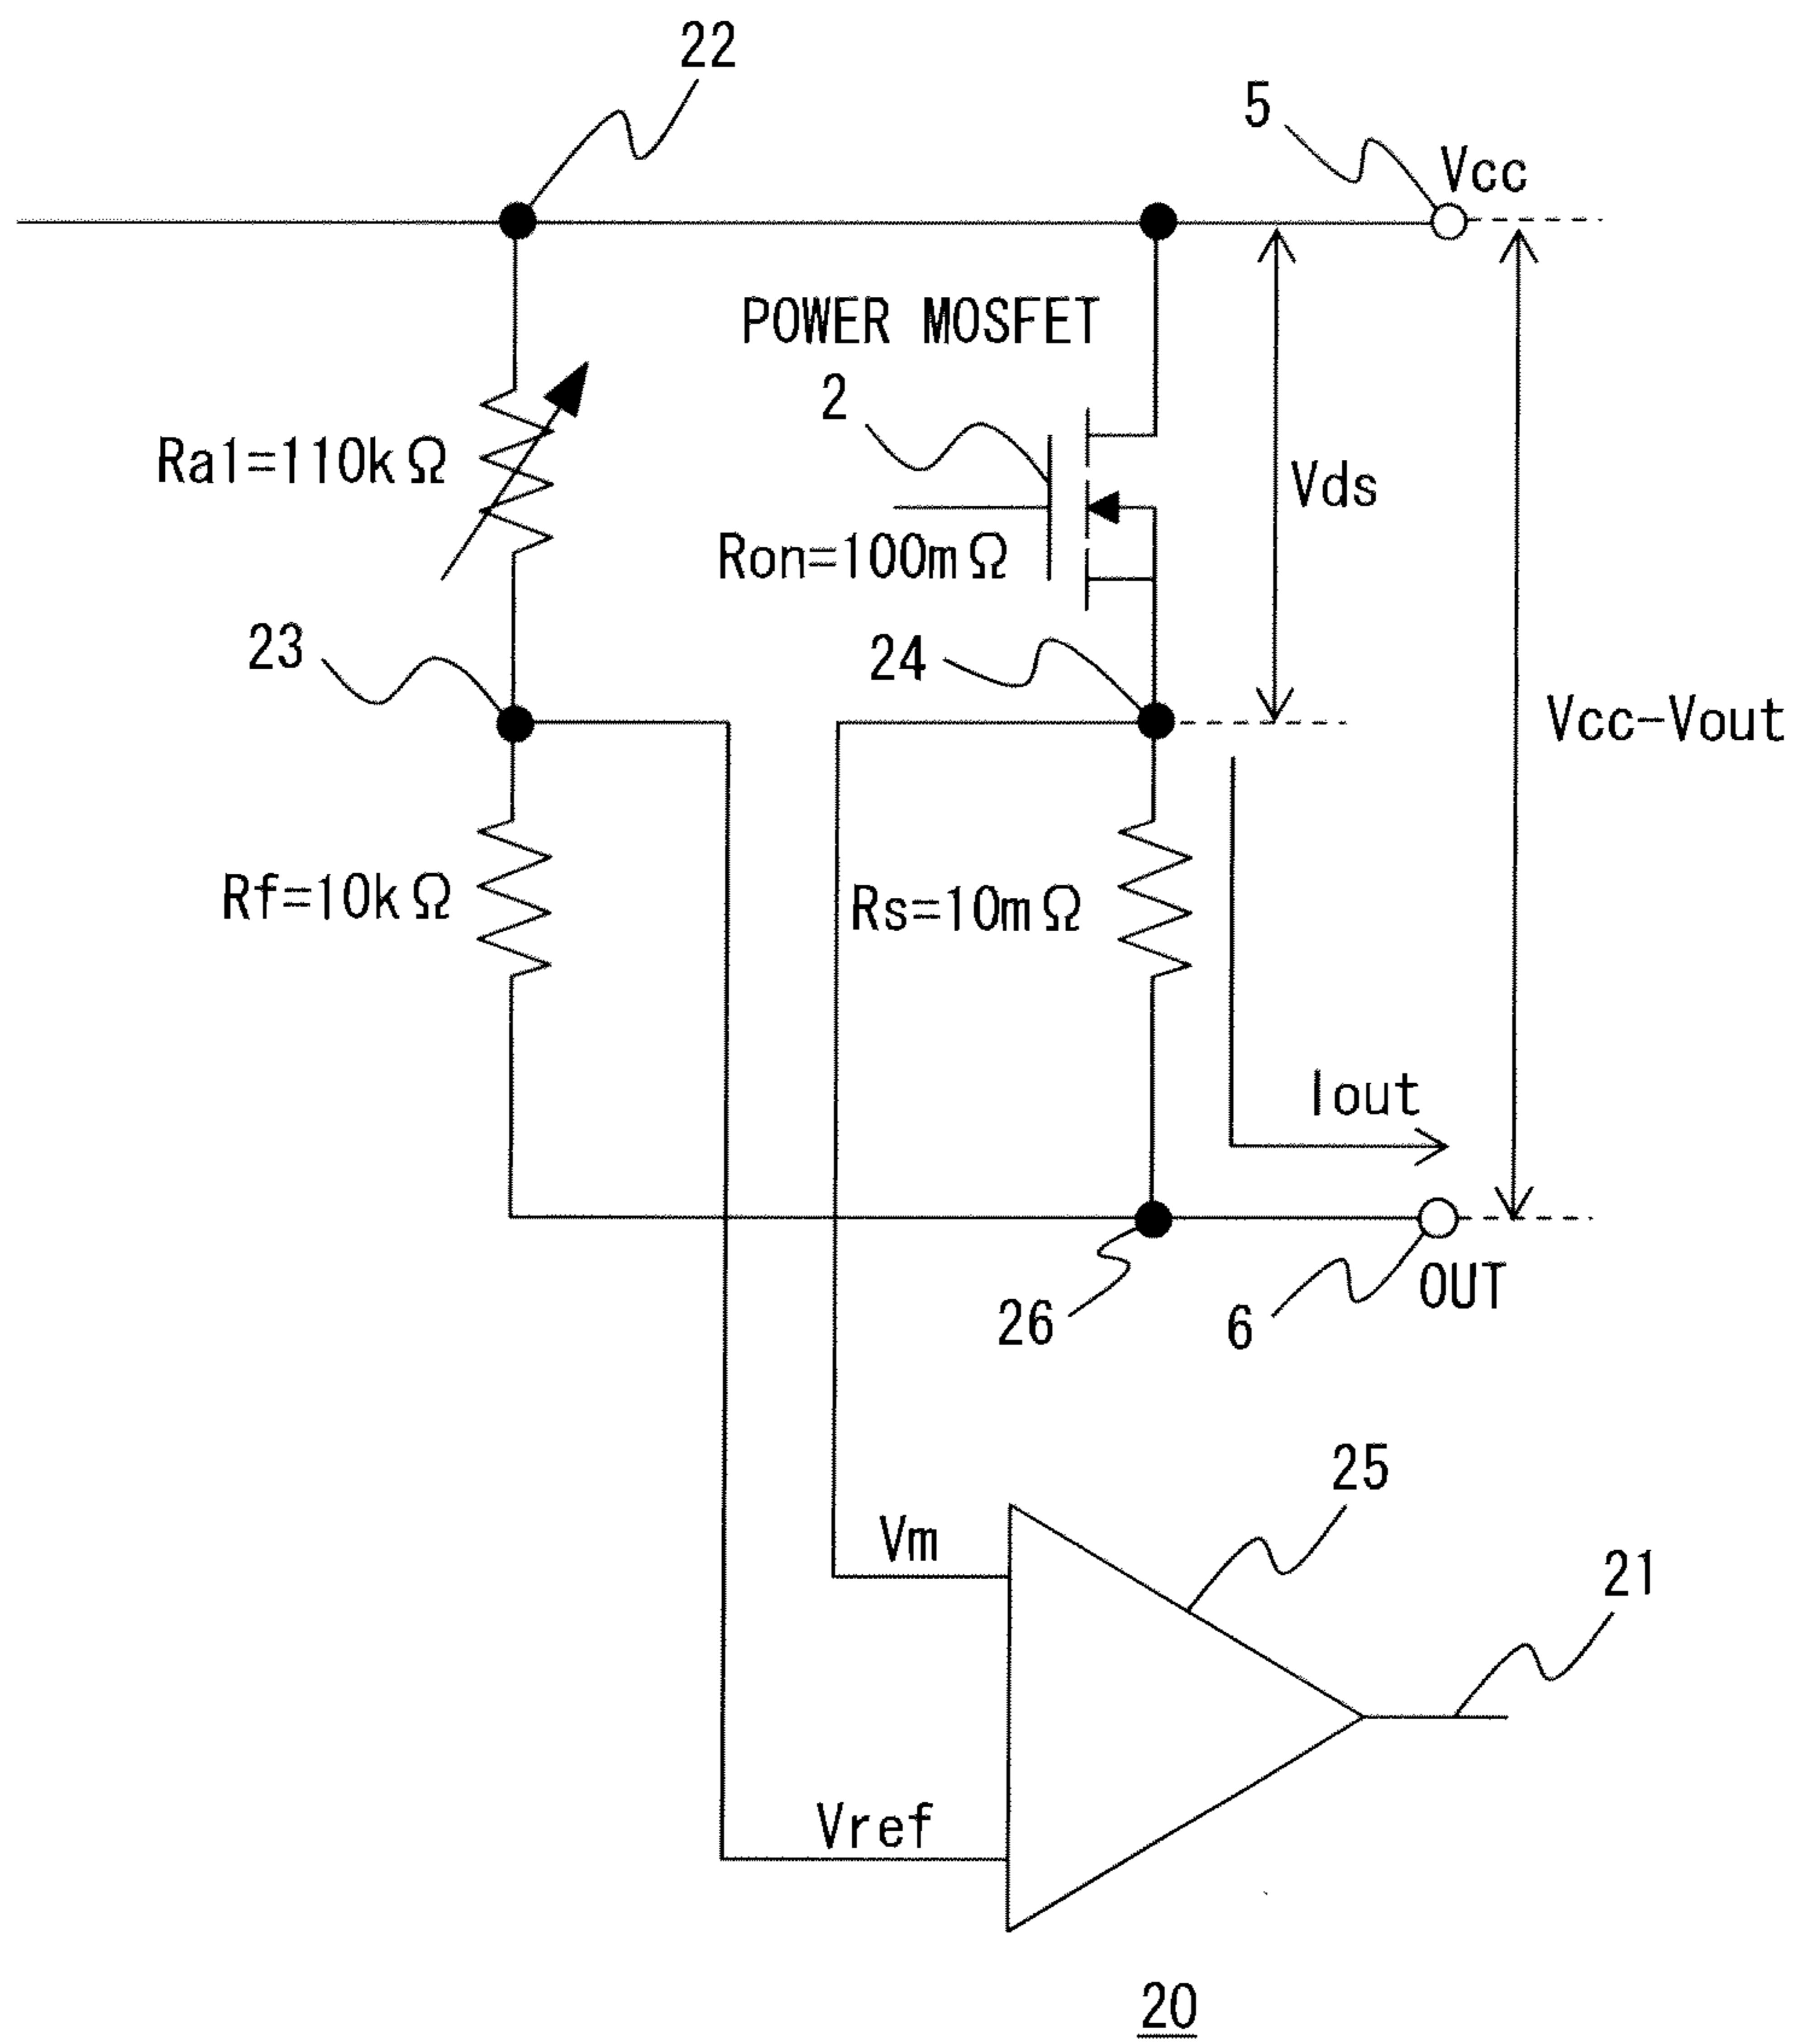 22
5
Vcc
POWER MOSFET
2
Ra1=110kΩ
Vds
Ron=100mΩ
23
24
Vcc-Vout
Rf=10kΩ
Rs=10mΩ
Iout
26
6
OUT
25
Vm
21
Vref
20